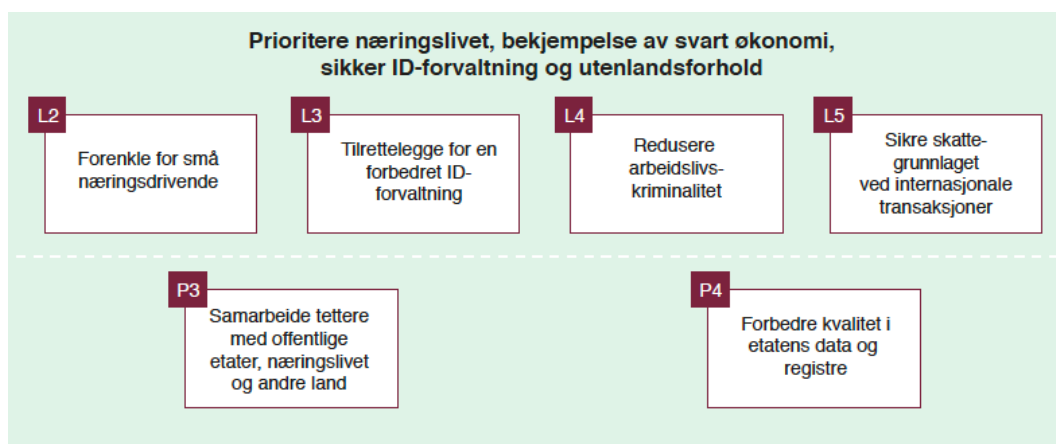 Prioritere næringslivet, bekjempelse av svart økonomi,
sikker ID-forvaltning og utenlandsforhold
L2
Forenkle for små
næringsdrivende
L3
Tilrettelegge for en
forbedret ID-
forvaltning
L4
Redusere
arbeidslivs-
kriminalitet
L5
Sikre skatte-
grunnlaget
ved internasjonale
transaksjoner
P3
Samarbeide tettere
med offentlige
etater, næringslivet
og andre land
P4
Forbedre kvalitet i
etatens data og
registre